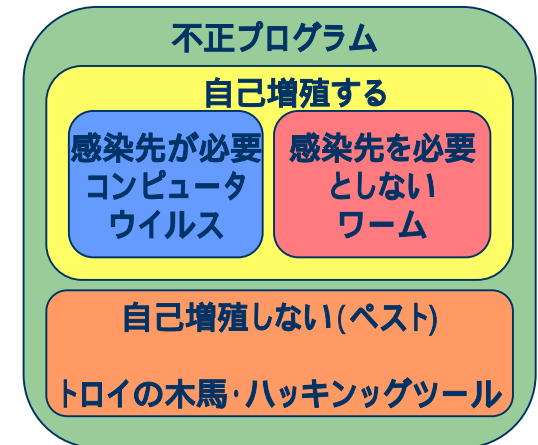 不正プログラム
自己増殖する
感染先が必要
コンピュータ
ウイルス
感染先を必要
としない
ワーム
自己増殖しない(ペスト)
トロイの木馬・ハッキンッグツール